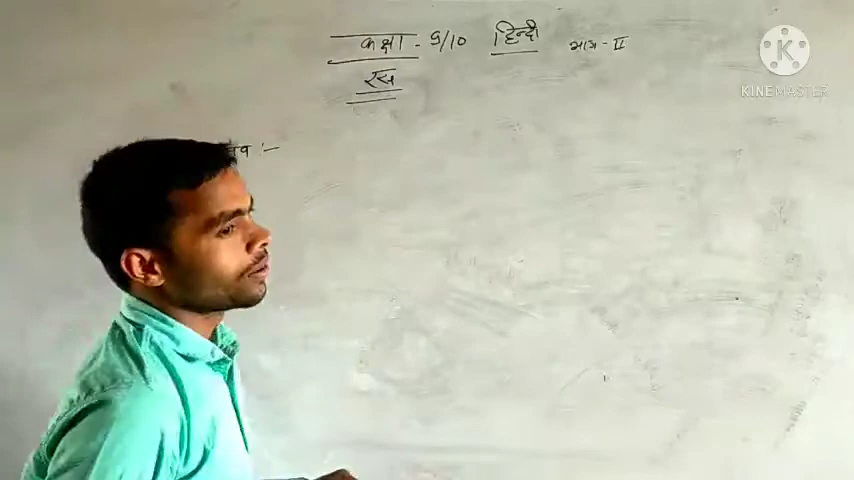 कक्षा - 9/10 हिन्दी भाग - II
रस
KINEMASTER